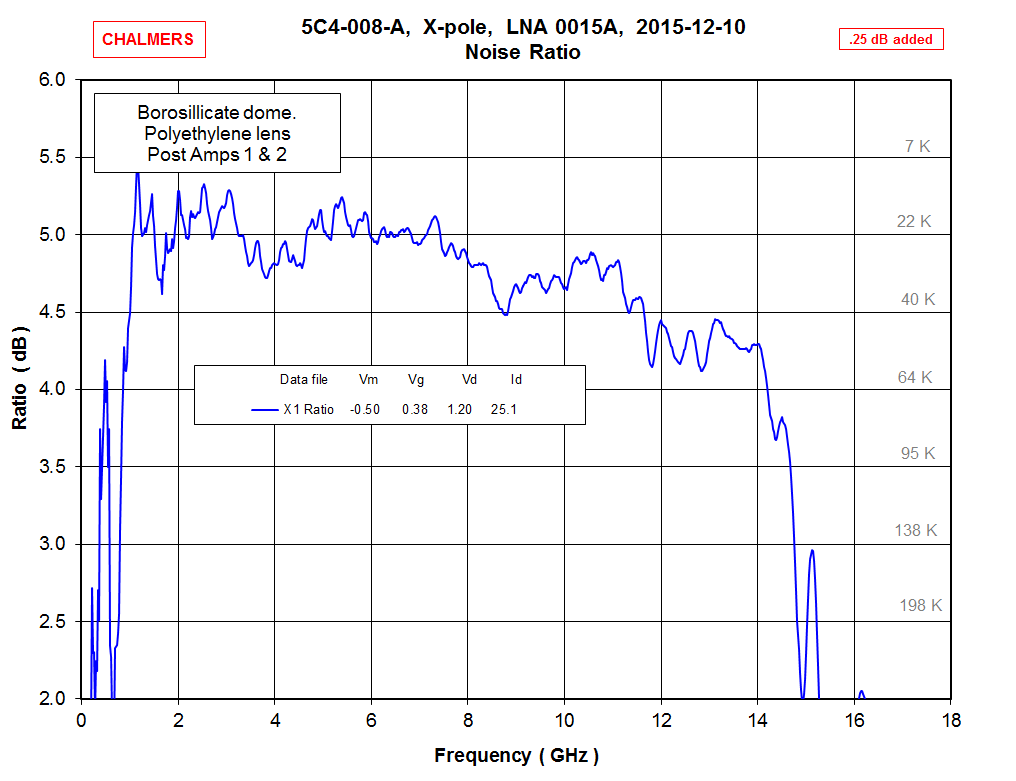 CHALMERS
5C4-008-A, X-pole, LNA 0015A, 2015-12-10
Noise Ratio
.25 dB added
Borosillicate dome.
Polyethylene lens
Post Amps 1 & 2
6.0
5.5
5.0
4.5
4.0
3.5
3.0
2.5
2.0
Ratio ( dB )
7 K
22 K
40 K
64 K
95 K
138 K
198 K
Data file Vm Vg Vd Id
X1 Ratio -0.50 0.38 1.20 25.1
0 2 4 6 8 10 12 14 16 18
Frequency ( GHz )